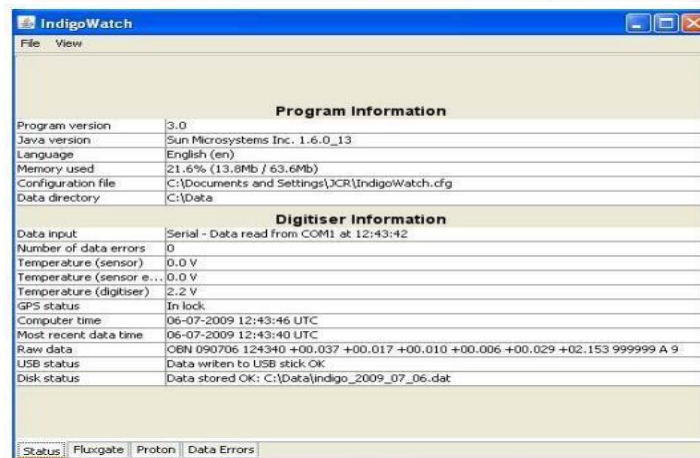 IndigoWatch
File View
Program Information
Program version 3.0
Java version Sun Microsystems Inc. 1.6.0_13
Language English (en)
Memory used 21.6% (13.8Mb / 63.6Mb)
Configuration file C:\Documents and Settings\JCR\IndigoWatch.cfg
Data directory C:\Data
Digitiser Information
Data input Serial - Data read from COM1 at 12:43:42
Number of data errors 0
Temperature (sensor) 0.0 V
Temperature (sensor e... 0.0 V
Temperature (digitiser) 2.2 V
GPS status In lock
Computer time 06-07-2009 12:43:46 UTC
Most recent data time 06-07-2009 12:43:40 UTC
Raw data OBN 090706 124340 +00.037 +00.017 +00.010 +00.006 +00.029 +02.153 999999 A 9
USB status Data writen to USB stick OK
Disk status Data stored OK: C:\Data\indigo_2009_07_06.dat
Status Fluxgate Proton Data Errors